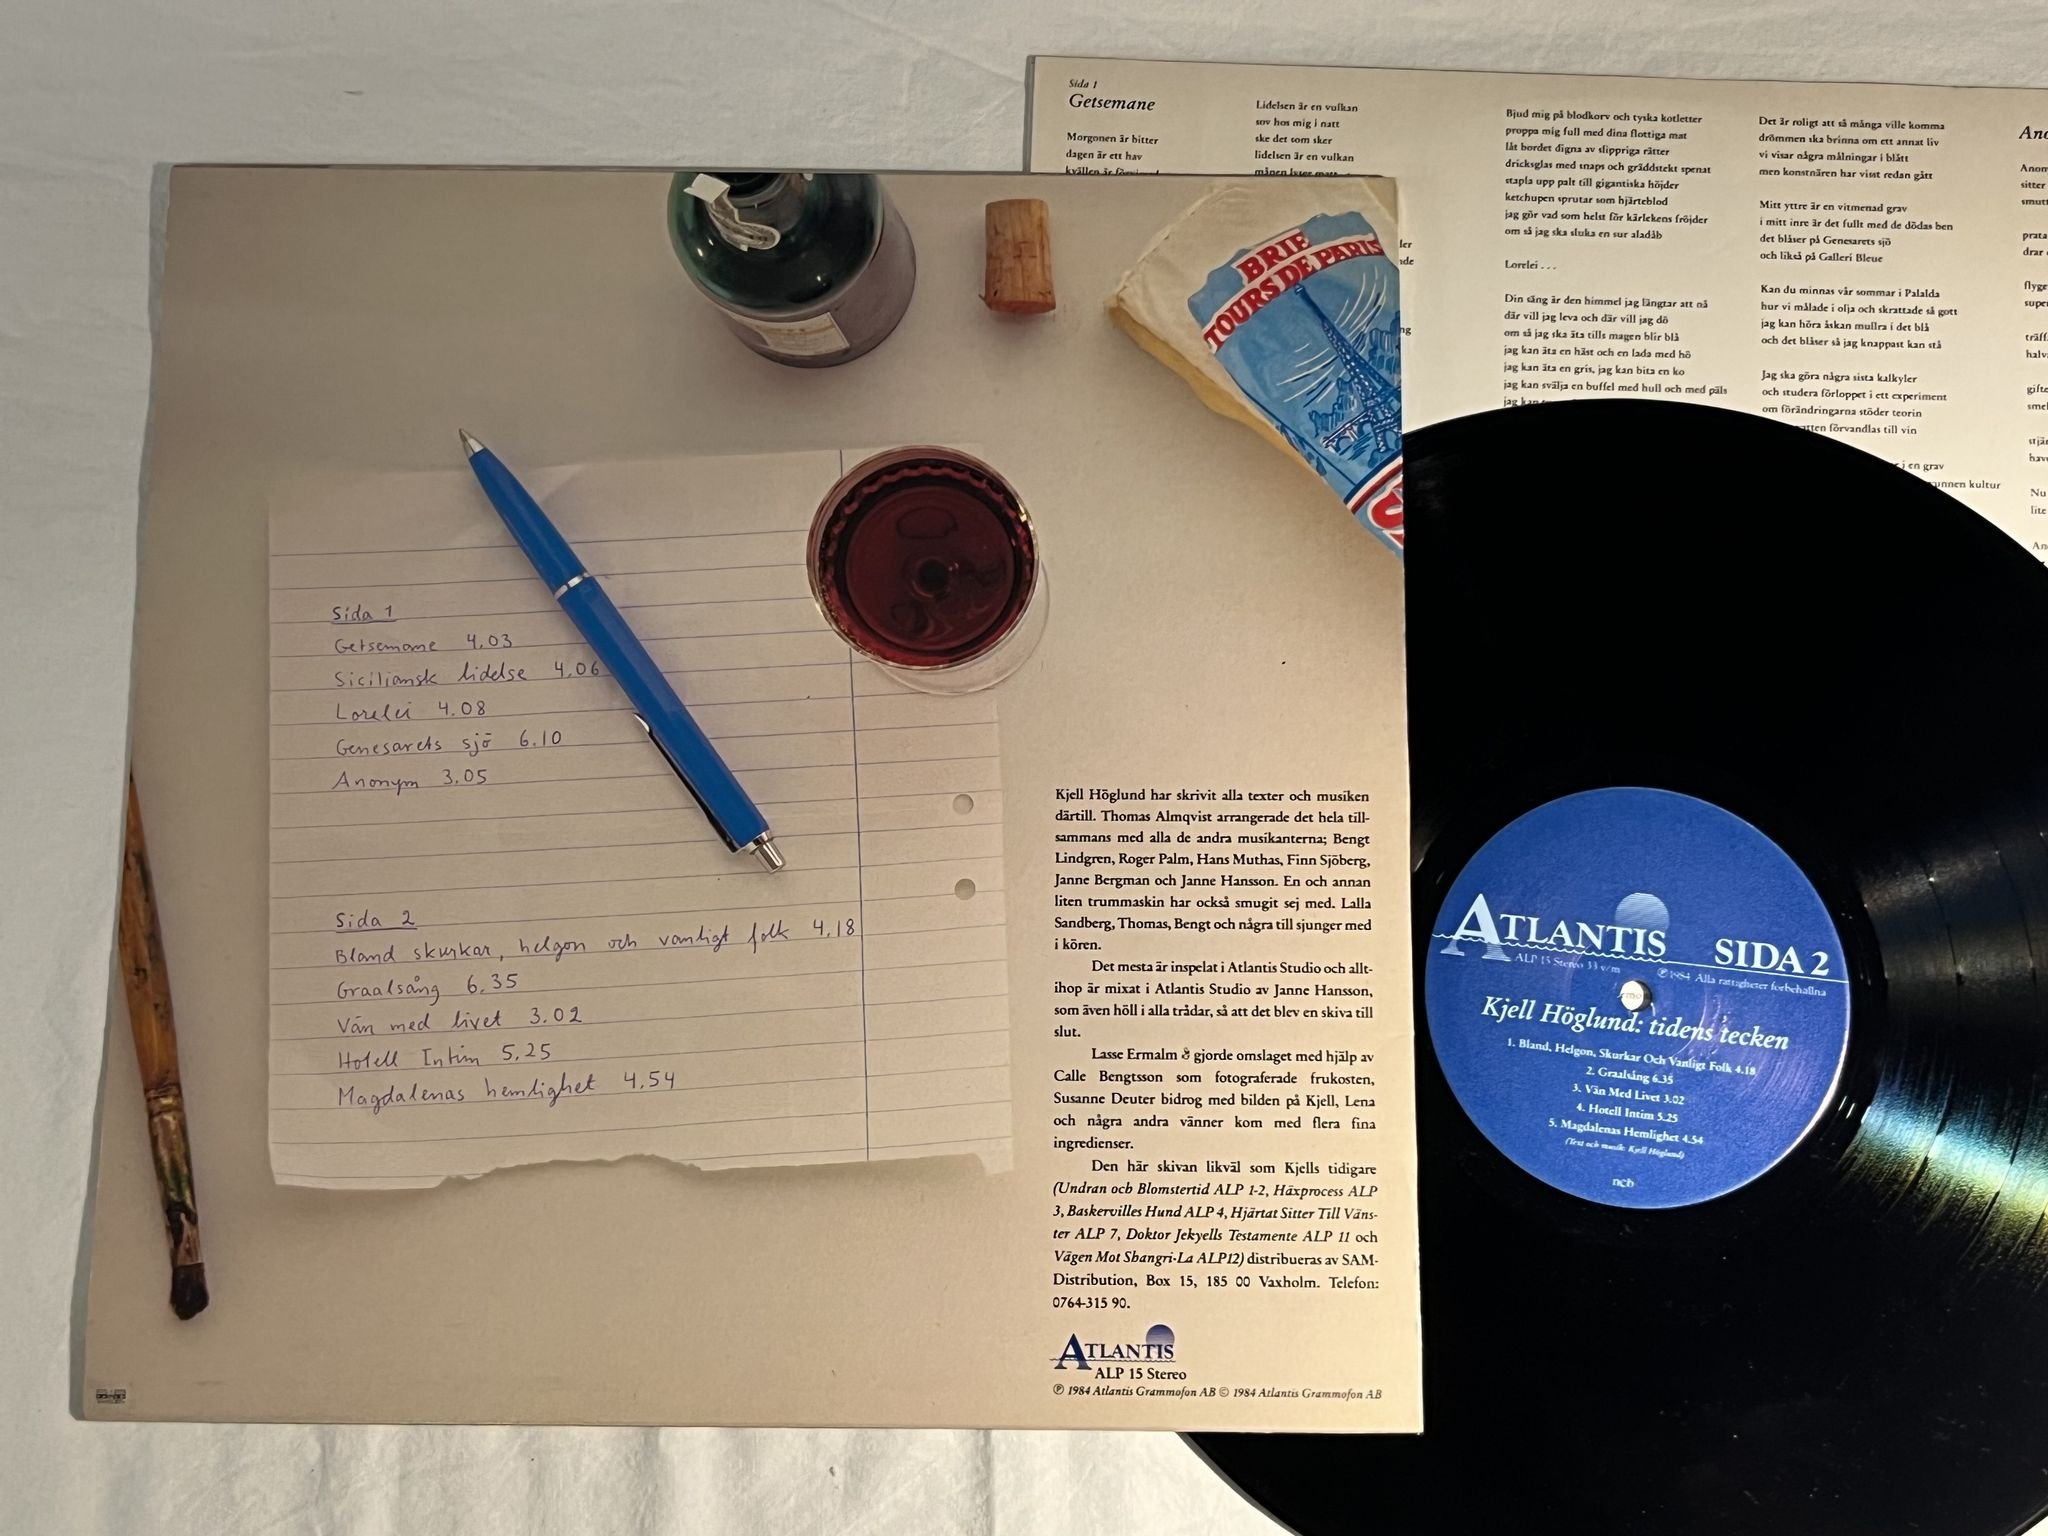 Sida 1
Getsemane
Morgonen är bitter
dagen är ett hav
Lidelsen är en vulkan
sov hos mig i natt
ske det som sker
lidelsen är en vulkan
Bjud mig på blodkorv och tyska kotletter
proppa mig full med dina flottiga mat
låt bordet digna av slippriga rätter
dricksglas med snaps och gräddstekt spenat
stapla upp palt till gigantiska höjder
ketchupen sprutar som hjärteblod
jag gör vad som helst för kärlekens fröjder
om så jag ska sluka en sur aladåb
Lorelei . . .
Din säng är den himmel jag längtar att nå
där vill jag leva och där vill jag dö
om så jag ska äta tills magen blir blå
jag kan äta en häst och en lada med hö
jag kan äta en gris, jag kan bita en ko
jag kan svälja en buffel med hull och med päls
Det är roligt att så många ville komma
drömmen ska brinna om ett annat liv
vi visar några målningar i blått
men konstnären har visst redan gått
Mitt yttre är en vitmenad grav
i mitt inre är det fullt med de dödas ben
det blåser på Genesarets sjö
och likså på Galleri Bleue
Kan du minnas vår sommar i Palalda
hur vi målade i olja och skrattade så gott
jag kan höra åskan mullra i det blå
och det blåser så jag knappast kan stå
Jag ska göra några sista kalkyler
och studera förloppet i ett experiment
om förändringarna stöder teorin
förvandlas till vin
i en grav
kultur
sitter
Nu
lite
BRIE
TOURS DE PARIS
Sida 1
Getsemane 4.03
Siciliansk lidelse 4.06
Lorelei 4.08
Genesarets sjö 6.10
Anonym 3.05
Sida 2
Bland skurkar, helgon och vanligt folk 4.18
Graalsång 6.35
Vän med livet 3.02
Hotell Intim 5.25
Magdalenas hemlighet 4.54
Kjell Höglund har skrivit alla texter och musiken
därtill. Thomas Almqvist arrangerade det hela till-
sammans med alla de andra musikanterna; Bengt
Lindgren, Roger Palm, Hans Muthas, Finn Sjöberg,
Janne Bergman och Janne Hansson. En och annan
liten trummaskin har också smugit sej med. Lalla
Sandberg, Thomas, Bengt och några till sjunger med
i kören.
Det mesta är inspelat i Atlantis Studio och allt-
ihop är mixat i Atlantis Studio av Janne Hansson,
som även höll i alla trådar, så att det blev en skiva till
slut.
Lasse Ermalm & gjorde omslaget med hjälp av
Calle Bengtsson som fotograferade frukosten,
Susanne Deuter bidrog med bilden på Kjell, Lena
och några andra vänner kom med flera fina
ingredienser.
Den här skivan likväl som Kjells tidigare
(Undran och Blomstertid ALP 1-2, Häxprocess ALP
3, Baskervilles Hund ALP 4, Hjärtat Sitter Till Väns-
ter ALP 7, Doktor Jekyells Testamente ALP 11 och
Vägen Mot Shangri-La ALP12) distribueras av SAM-
Distribution, Box 15, 185 00 Vaxholm. Telefon:
0764-315 90.
ATLANTIS
ALP 15 Stereo
℗ 1984 Atlantis Grammofon AB © 1984 Atlantis Grammofon AB
ATLANTIS SIDA 2
ALP 15 Stereo 33 v/m ℗ 1984 Alla rättigheter förbehållna
Kjell Höglund: tidens tecken
1. Bland, Helgon, Skurkar Och Vanligt Folk 4.18
2. Graalsång 6.35
3. Vän Med Livet 3.02
4. Hotell Intim 5.25
5. Magdalenas Hemlighet 4.54
(Text och musik: Kjell Höglund)
ncb